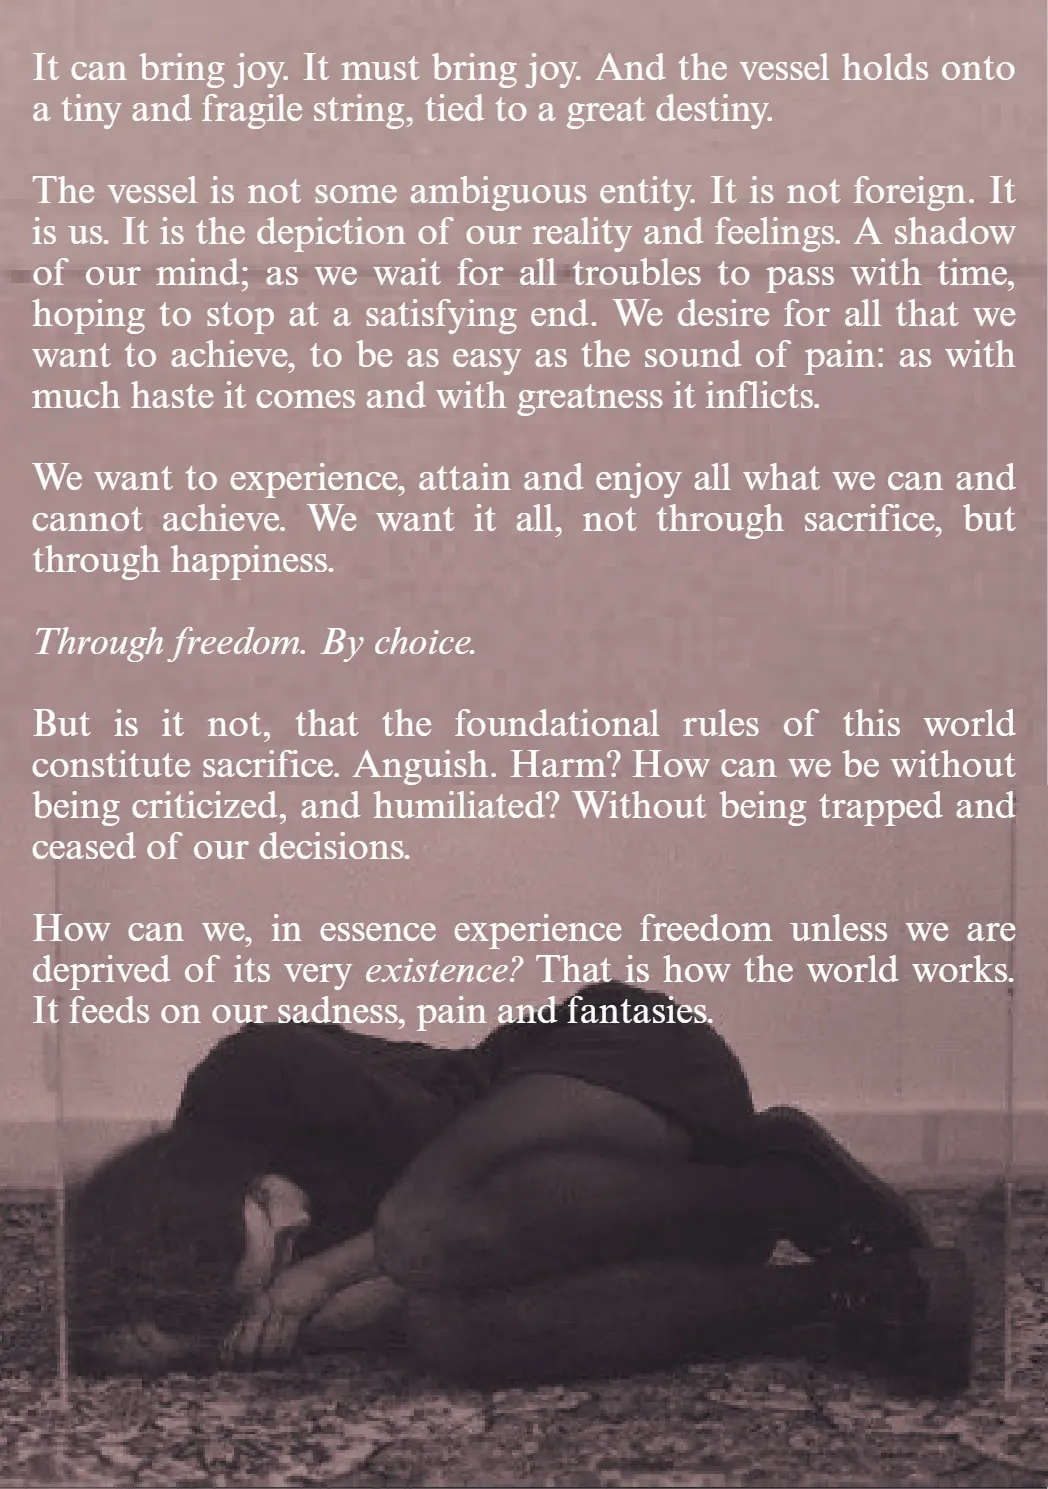 It can bring joy. It must bring joy. And the vessel holds onto
a tiny and fragile string, tied to a great destiny.
The vessel is not some ambiguous entity. It is not foreign. It
is us. It is the depiction of our reality and feelings. A shadow
of our mind; as we wait for all troubles to pass with time,
hoping to stop at a satisfying end. We desire for all that we
want to achieve, to be as easy as the sound of pain: as with
much haste it comes and with greatness it inflicts.
We want to experience, attain and enjoy all what we can and
cannot achieve. We want it all, not through sacrifice, but
through happiness.
Through freedom. By choice.
But is it not, that the foundational rules of this world
constitute sacrifice. Anguish. Harm? How can we be without
being criticized, and humiliated? Without being trapped and
ceased of our decisions.
How can we, in essence experience freedom unless we are
deprived of its very existence? That is how the world works.
It feeds on our sadness, pain and fantasies.